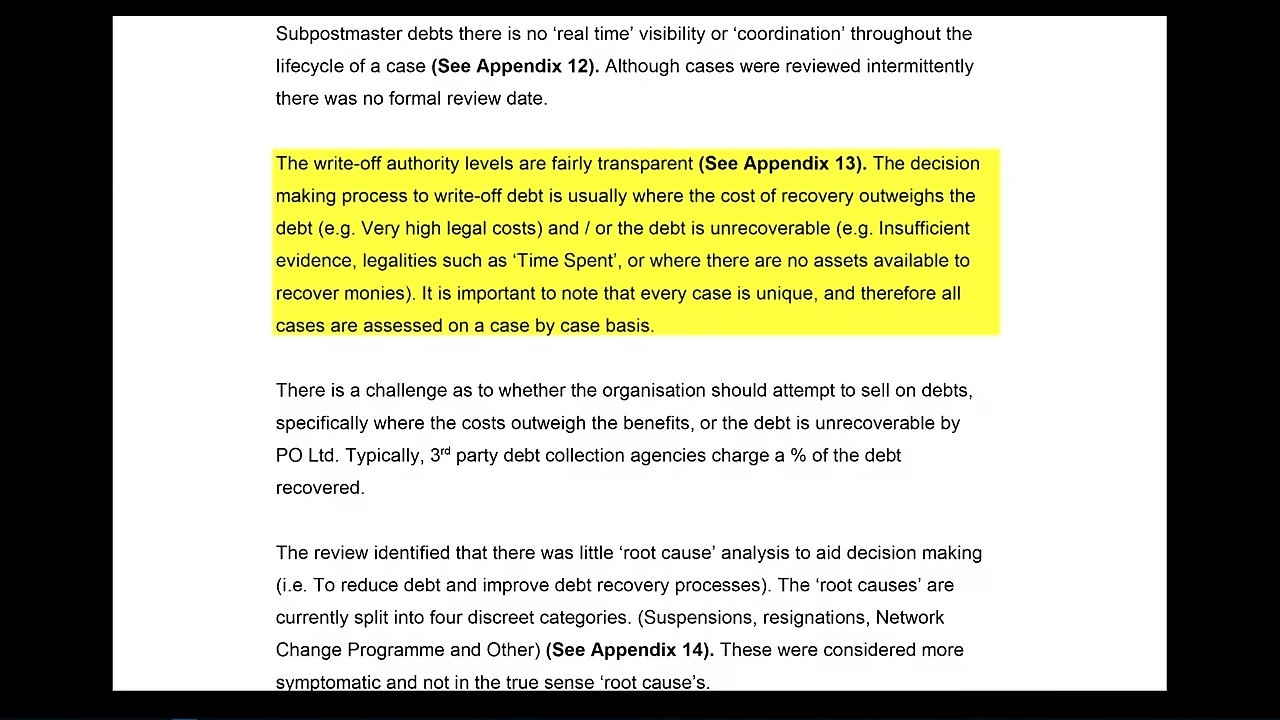 Subpostmaster debts there is no ‘real time’ visibility or ‘coordination’ throughout the
lifecycle of a case (See Appendix 12). Although cases were reviewed intermittently
there was no formal review date.
The write-off authority levels are fairly transparent (See Appendix 13). The decision
making process to write-off debt is usually where the cost of recovery outweighs the
debt (e.g. Very high legal costs) and / or the debt is unrecoverable (e.g. Insufficient
evidence, legalities such as ‘Time Spent’, or where there are no assets available to
recover monies). It is important to note that every case is unique, and therefore all
cases are assessed on a case by case basis.
There is a challenge as to whether the organisation should attempt to sell on debts,
specifically where the costs outweigh the benefits, or the debt is unrecoverable by
PO Ltd. Typically, 3rd party debt collection agencies charge a % of the debt
recovered.
The review identified that there was little ‘root cause’ analysis to aid decision making
(i.e. To reduce debt and improve debt recovery processes). The ‘root causes’ are
currently split into four discreet categories. (Suspensions, resignations, Network
Change Programme and Other) (See Appendix 14). These were considered more
symptomatic and not in the true sense ‘root cause’s.